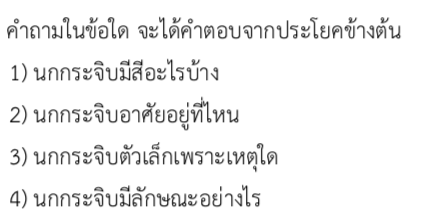 คำถามในข้อใด จะได้คำตอบจากประโยคข้างต้น
1) นกกระจิบมีสีอะไรบ้าง
2) นกกระจิบอาศัยอยู่ที่ไหน
3) นกกระจิบตัวเล็กเพราะเหตุใด
4) นกกระจิบมีลักษณะอย่างไร